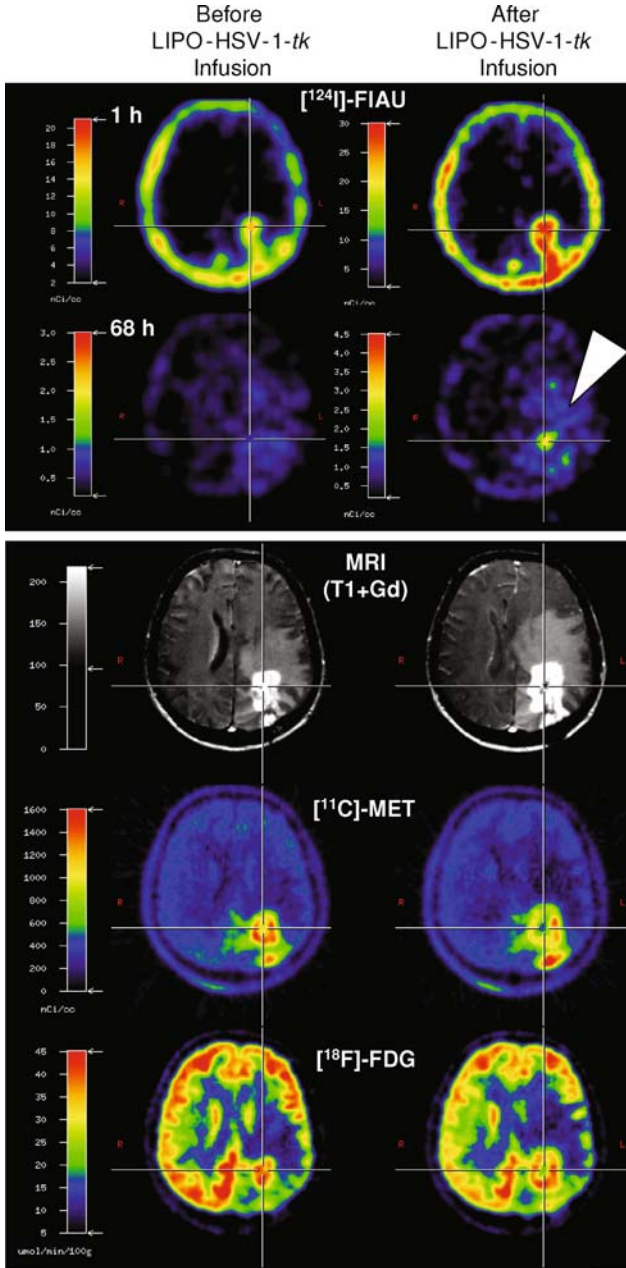 Before
LIPO-HSV-1-tk
Infusion
After
LIPO-HSV-1-tk
Infusion
[124I]-FIAU
1 h
20
18
16
14
12
10
8
6
4
2
nCi/cc
R
L
30
25
20
15
10
5
nCi/cc
R
68 h
3.0
2.5
2.0
1.5
1.0
0.5
nCi/cc
R
L
4.5
4.0
3.5
3.0
2.5
2.0
1.5
1.0
0.5
nCi/cc
R
MRI
(T1+Gd)
200
150
100
50
0
R
R
L
[11C]-MET
1600
1400
1200
1000
800
600
400
200
0
nCi/cc
R
R
L
[18F]-FDG
45
40
35
30
25
20
15
10
5
umol/min/100g
R
R
L